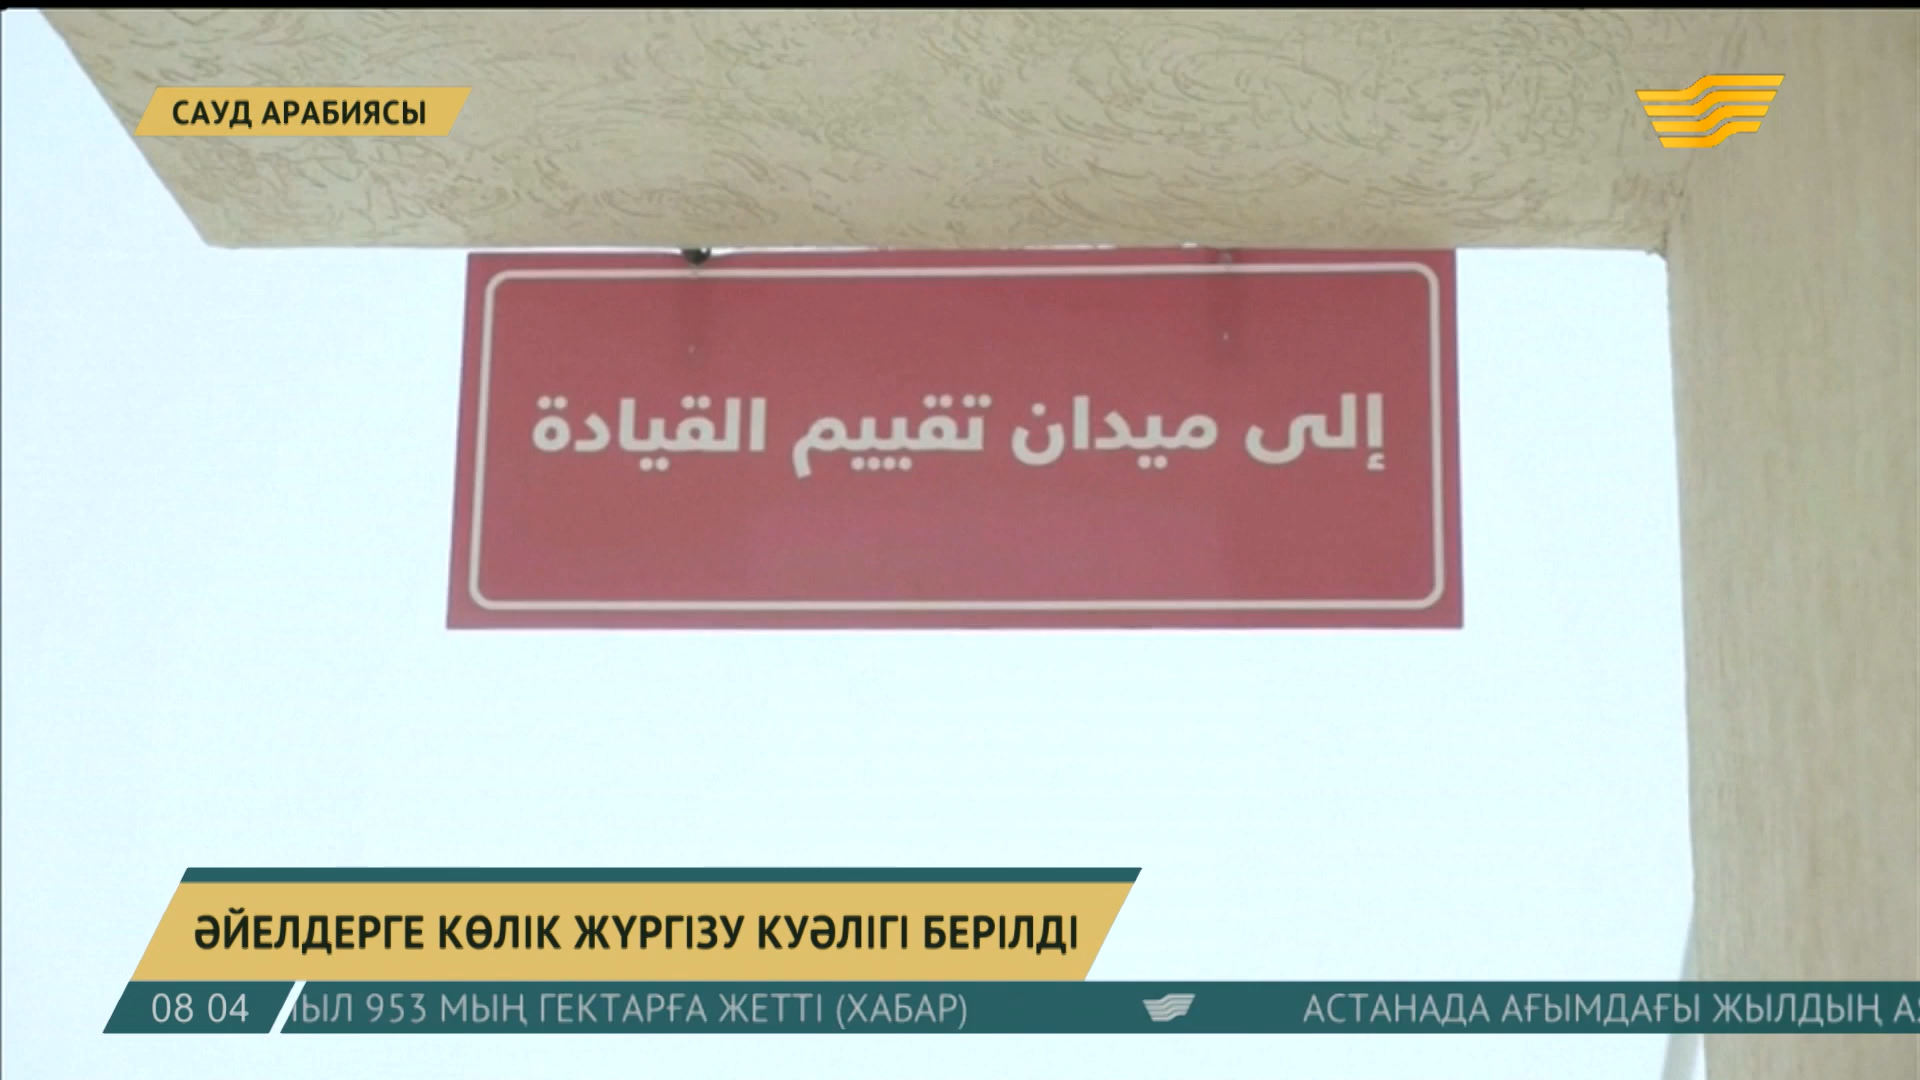 САУД АРАБИЯСЫ
إلى ميدان تقييم القيادة
ӘЙЕЛДЕРГЕ КӨЛІК ЖҮРГІЗУ КУӘЛІГІ БЕРІЛДІ
08 04
953 МЫҢ ГЕКТАРҒА ЖЕТТІ (ХАБАР)
АСТАНАДА АҒЫМДАҒЫ ЖЫЛДЫҢ